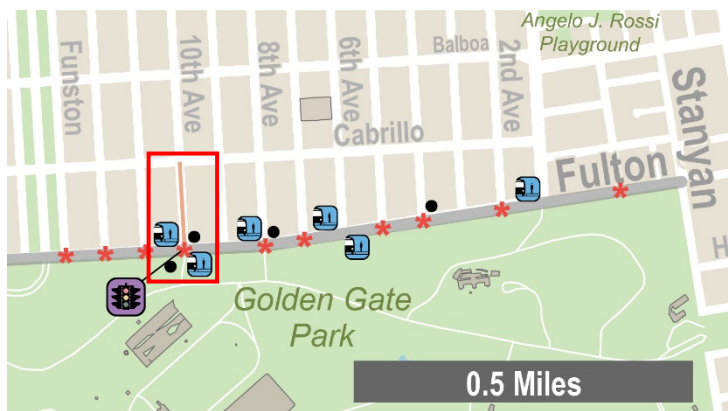 Angelo J. Rossi
Playground
Funston
10th Ave
8th Ave
6th Ave
Balboa
2nd Ave
Stanyan
Cabrillo
Fulton
H
Golden Gate
Park
0.5 Miles